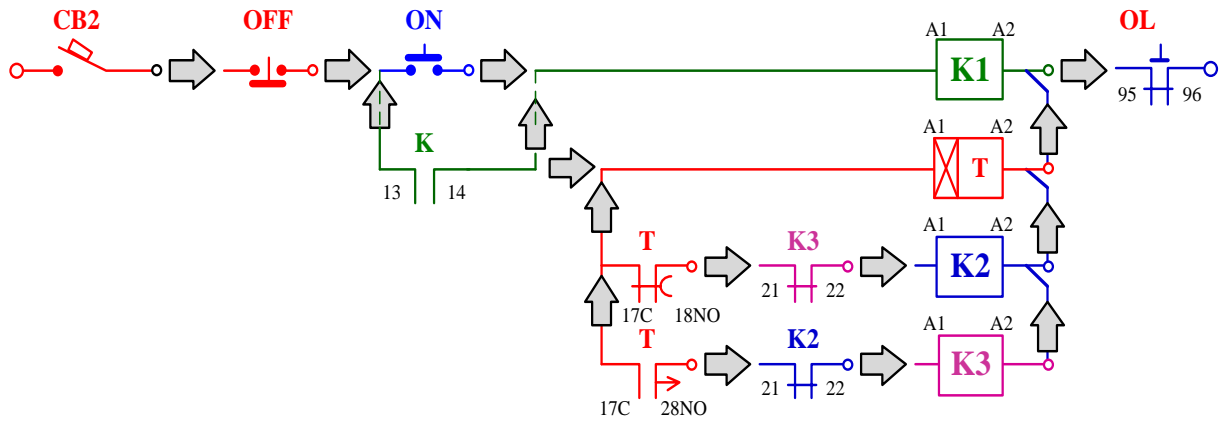 CB2 OFF ON OL
A1 A2
K1
95 96
K
13 14
A1 A2
T
T K3 A1 A2
K2
21 22
17C 18NO
T K2 A1 A2
K3
21 22
17C 28NO